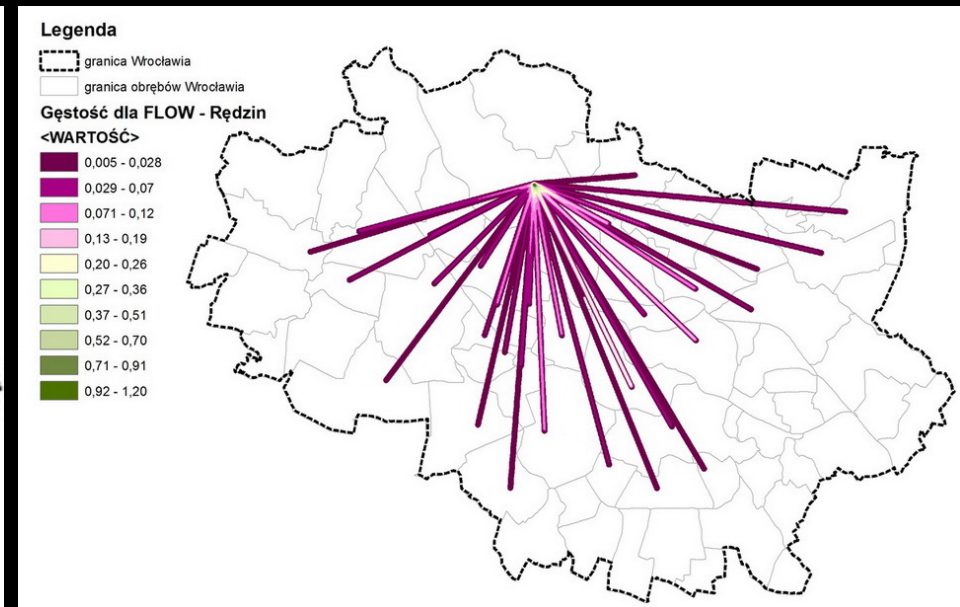 Legenda
granica Wrocławia
granica obrębów Wrocławia
Gęstość dla FLOW - Rędzin
<WARTOŚĆ>
0,005 - 0,028
0,029 - 0,07
0,071 - 0,12
0,13 - 0,19
0,20 - 0,26
0,27 - 0,36
0,37 - 0,51
0,52 - 0,70
0,71 - 0,91
0,92 - 1,20